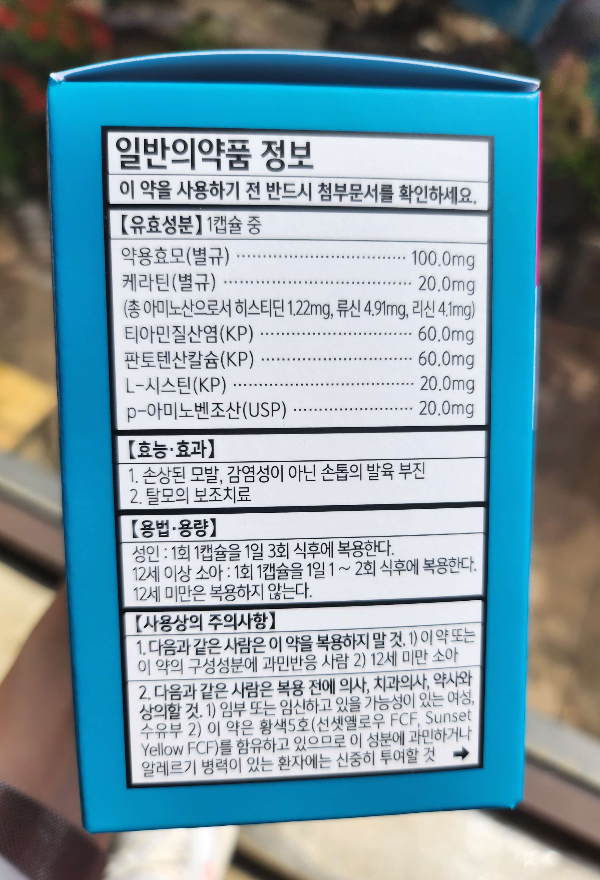 일반의약품 정보
이 약을 사용하기 전 반드시 첨부문서를 확인하세요.
【유효성분】 1캡슐 중
약용효모(별규) ···················· 100.0mg
케라틴(별규) ···················· 20.0mg
(총 아미노산으로서 히스티딘 1.22mg, 류신 4.91mg, 리신 4.1mg)
티아민질산염(KP) ···················· 60.0mg
판토텐산칼슘(KP) ···················· 60.0mg
L-시스틴(KP) ···················· 20.0mg
p-아미노벤조산(USP) ···················· 20.0mg
【효능·효과】
1. 손상된 모발, 감염성이 아닌 손톱의 발육 부진
2. 탈모의 보조치료
【용법·용량】
성인 : 1회 1캡슐을 1일 3회 식후에 복용한다.
12세 이상 소아 : 1회 1캡슐을 1일 1 ~ 2회 식후에 복용한다.
12세 미만은 복용하지 않는다.
【사용상의 주의사항】
1. 다음과 같은 사람은 이 약을 복용하지 말 것. 1) 이 약 또는
이 약의 구성성분에 과민반응 사람 2) 12세 미만 소아
2. 다음과 같은 사람은 복용 전에 의사, 치과의사, 약사와
상의할 것. 1) 임부 또는 임신하고 있을 가능성이 있는 여성,
수유부 2) 이 약은 황색5호(선셋옐로우 FCF, Sunset
Yellow FCF)를 함유하고 있으므로 이 성분에 과민하거나
알레르기 병력이 있는 환자에는 신중히 투여할 것 ➡